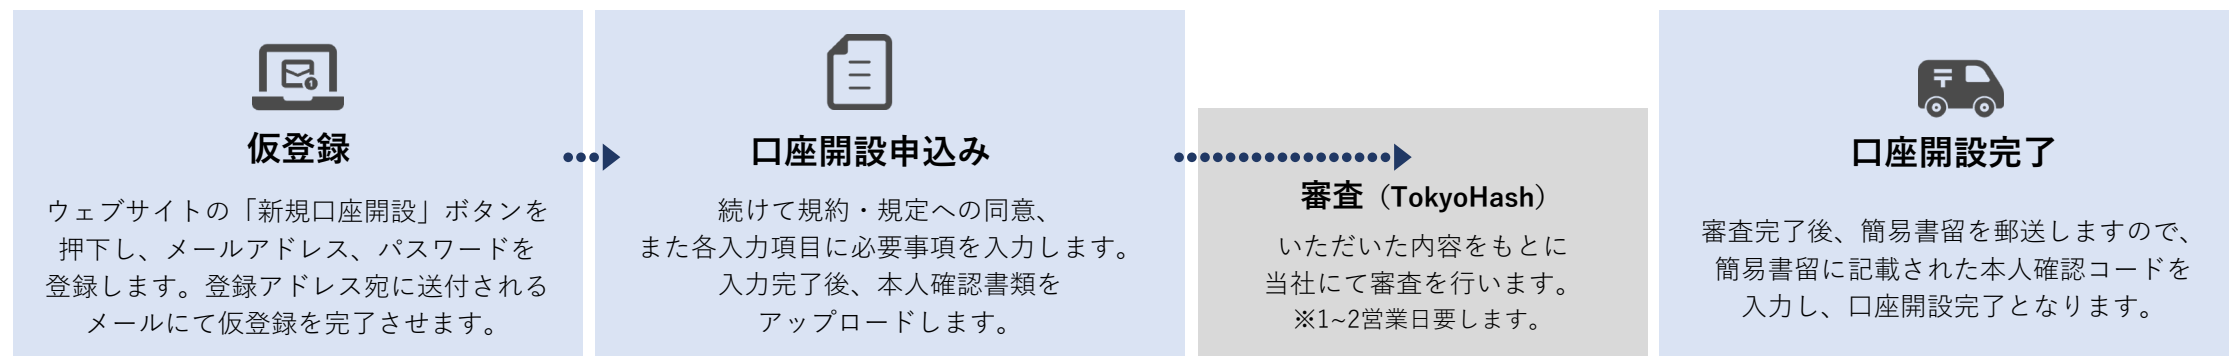 仮登録
ウェブサイトの「新規口座開設」ボタンを
押下し、メールアドレス、パスワードを
登録します。登録アドレス宛に送付される
メールにて仮登録を完了させます。
口座開設申込み
続けて規約・規定への同意、
また各入力項目に必要事項を入力します。
入力完了後、本人確認書類を
アップロードします。
審査（TokyoHash）
いただいた内容をもとに
当社にて審査を行います。
※1~2営業日要します。
口座開設完了
審査完了後、簡易書留を郵送しますので、
簡易書留に記載された本人確認コードを
入力し、口座開設完了となります。